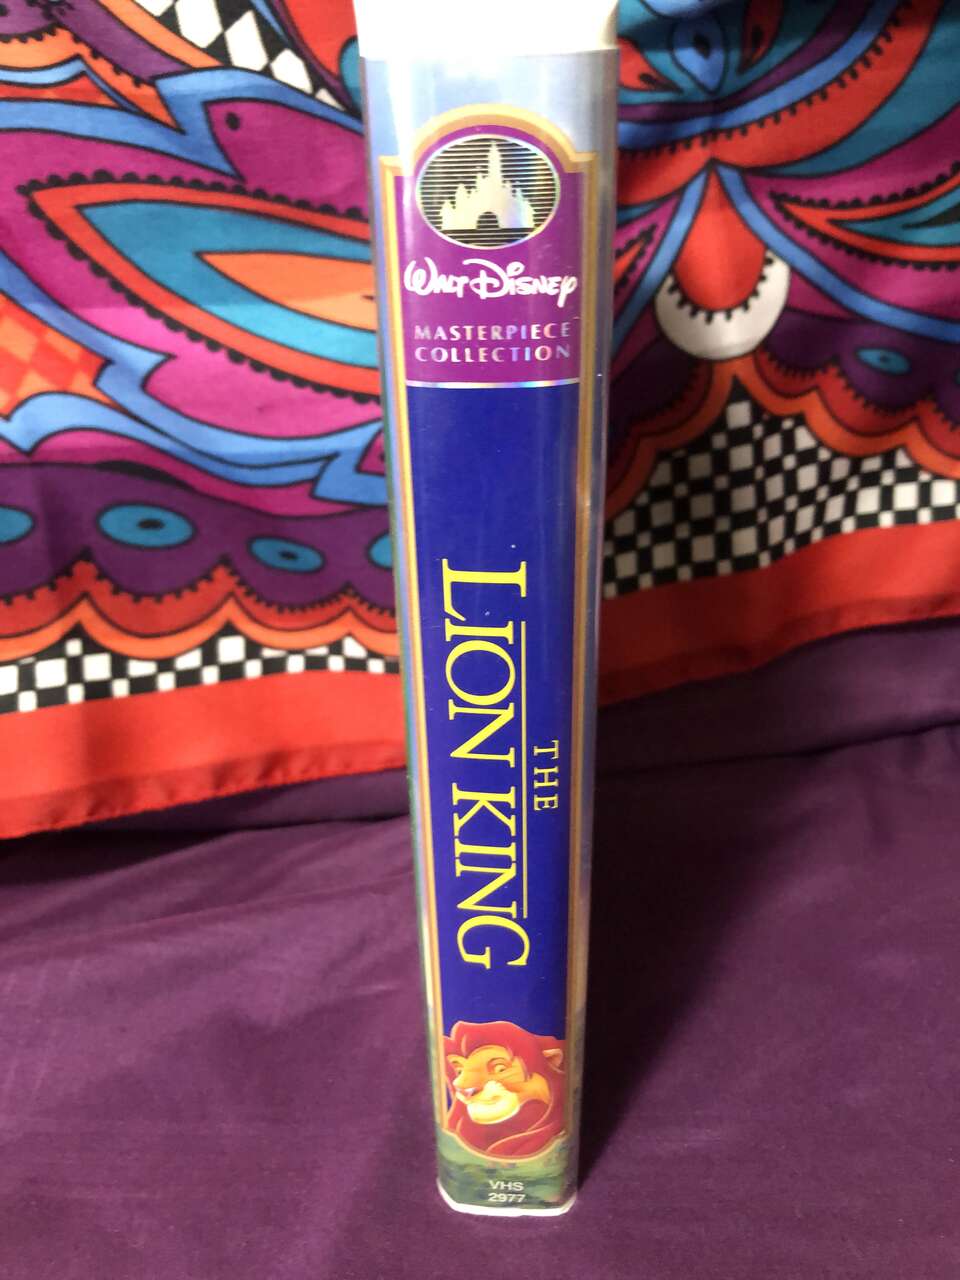 Walt Disney
MASTERPIECE
COLLECTION
THE
LION KING
VHS
2977